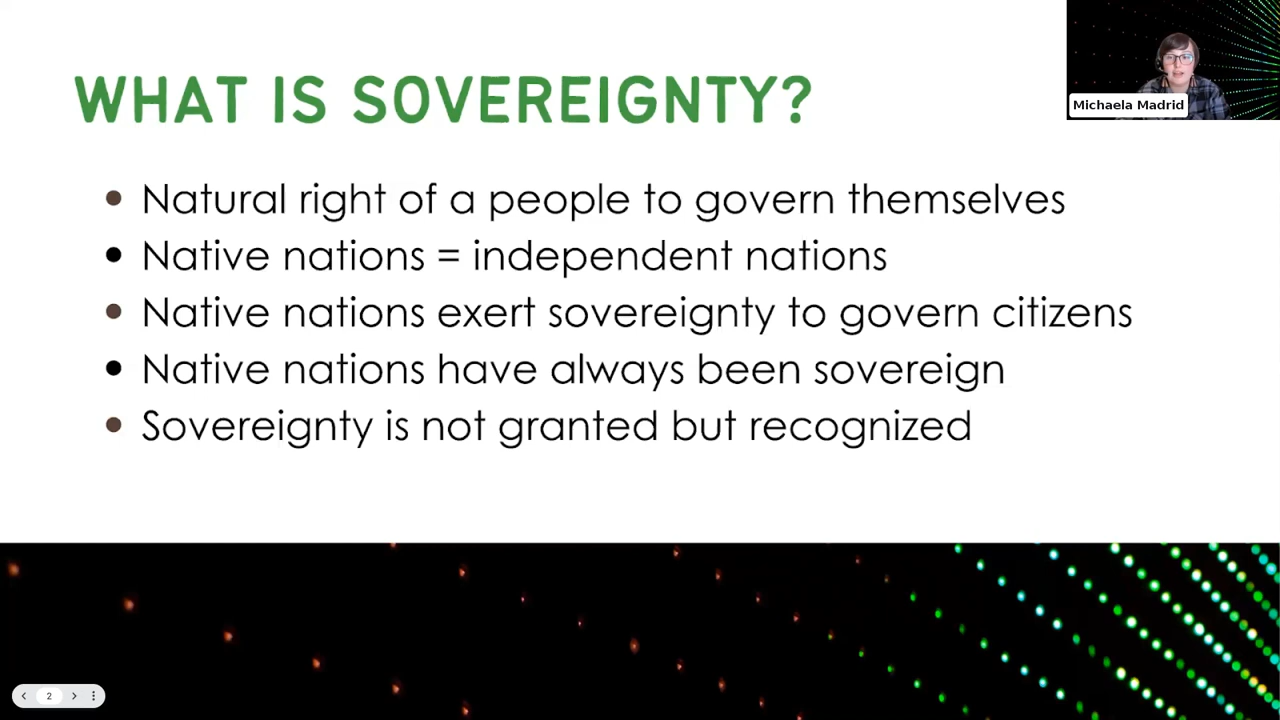 WHAT IS SOVEREIGNTY?
Michaela Madrid
• Natural right of a people to govern themselves
• Native nations = independent nations
• Native nations exert sovereignty to govern citizens
• Native nations have always been sovereign
• Sovereignty is not granted but recognized
2